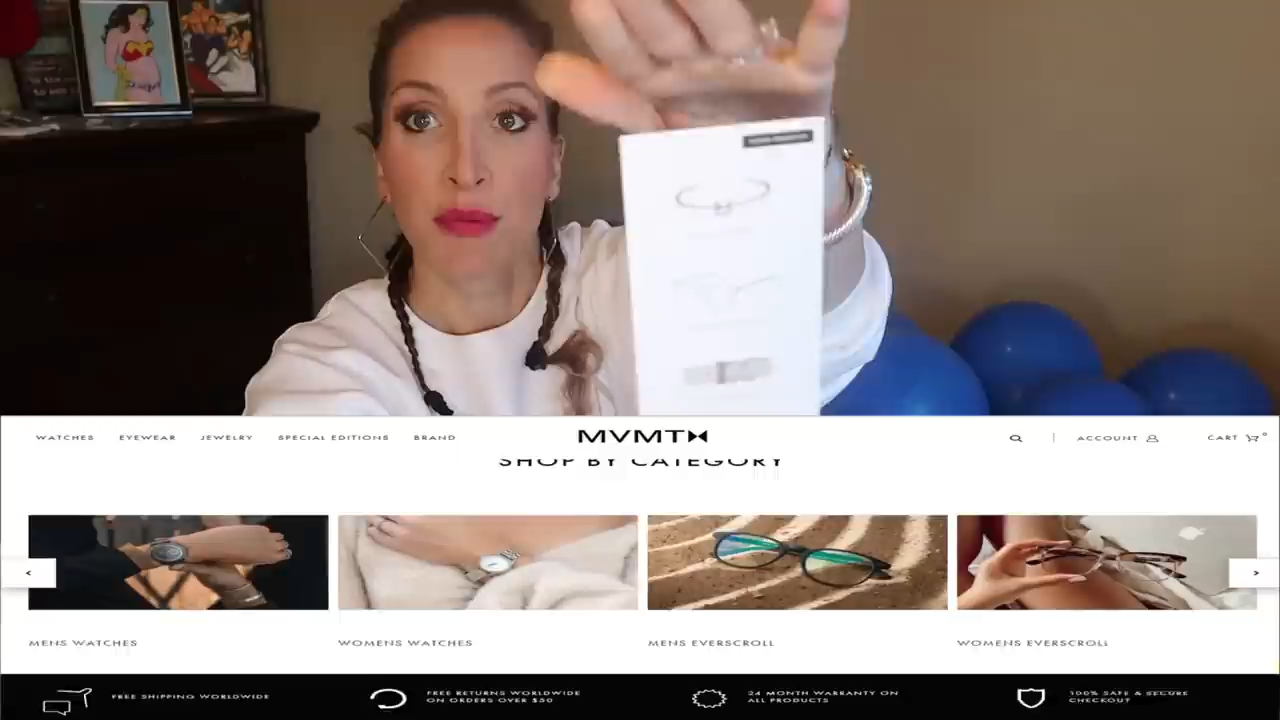 WATCHES EYEWEAR JEWELRY SPECIAL EDITIONS BRAND MVMT ACCOUNT CART 0
SHOP BY CATEGORY
MENS WATCHES WOMENS WATCHES MENS EVERSCROLL WOMENS EVERSCROLL
FREE SHIPPING WORLDWIDE
FREE RETURNS WORLDWIDE
ON ORDERS OVER $50
24 MONTH WARRANTY ON
ALL PRODUCTS
100% SAFE & SECURE
CHECKOUT